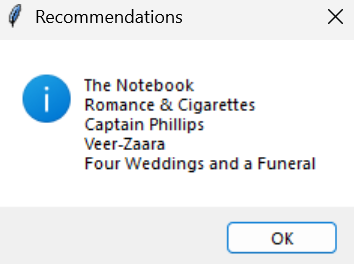 Recommendations
The Notebook
Romance & Cigarettes
Captain Phillips
Veer-Zaara
Four Weddings and a Funeral
OK